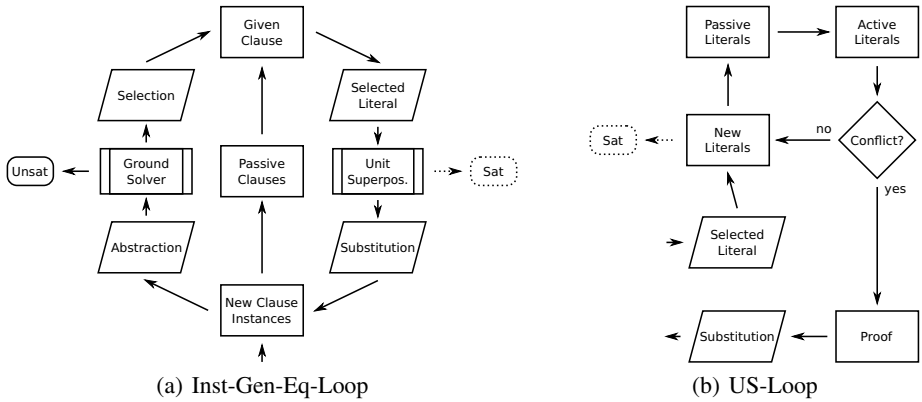 Given
Clause
Selection
Selected
Literal
Unsat
Ground
Solver
Passive
Clauses
Unit
Superpos.
Sat
Abstraction
Substitution
New Clause
Instances
(a) Inst-Gen-Eq-Loop
Passive
Literals
Active
Literals
Sat
New
Literals
no
Conflict?
yes
Selected
Literal
Substitution
Proof
(b) US-Loop